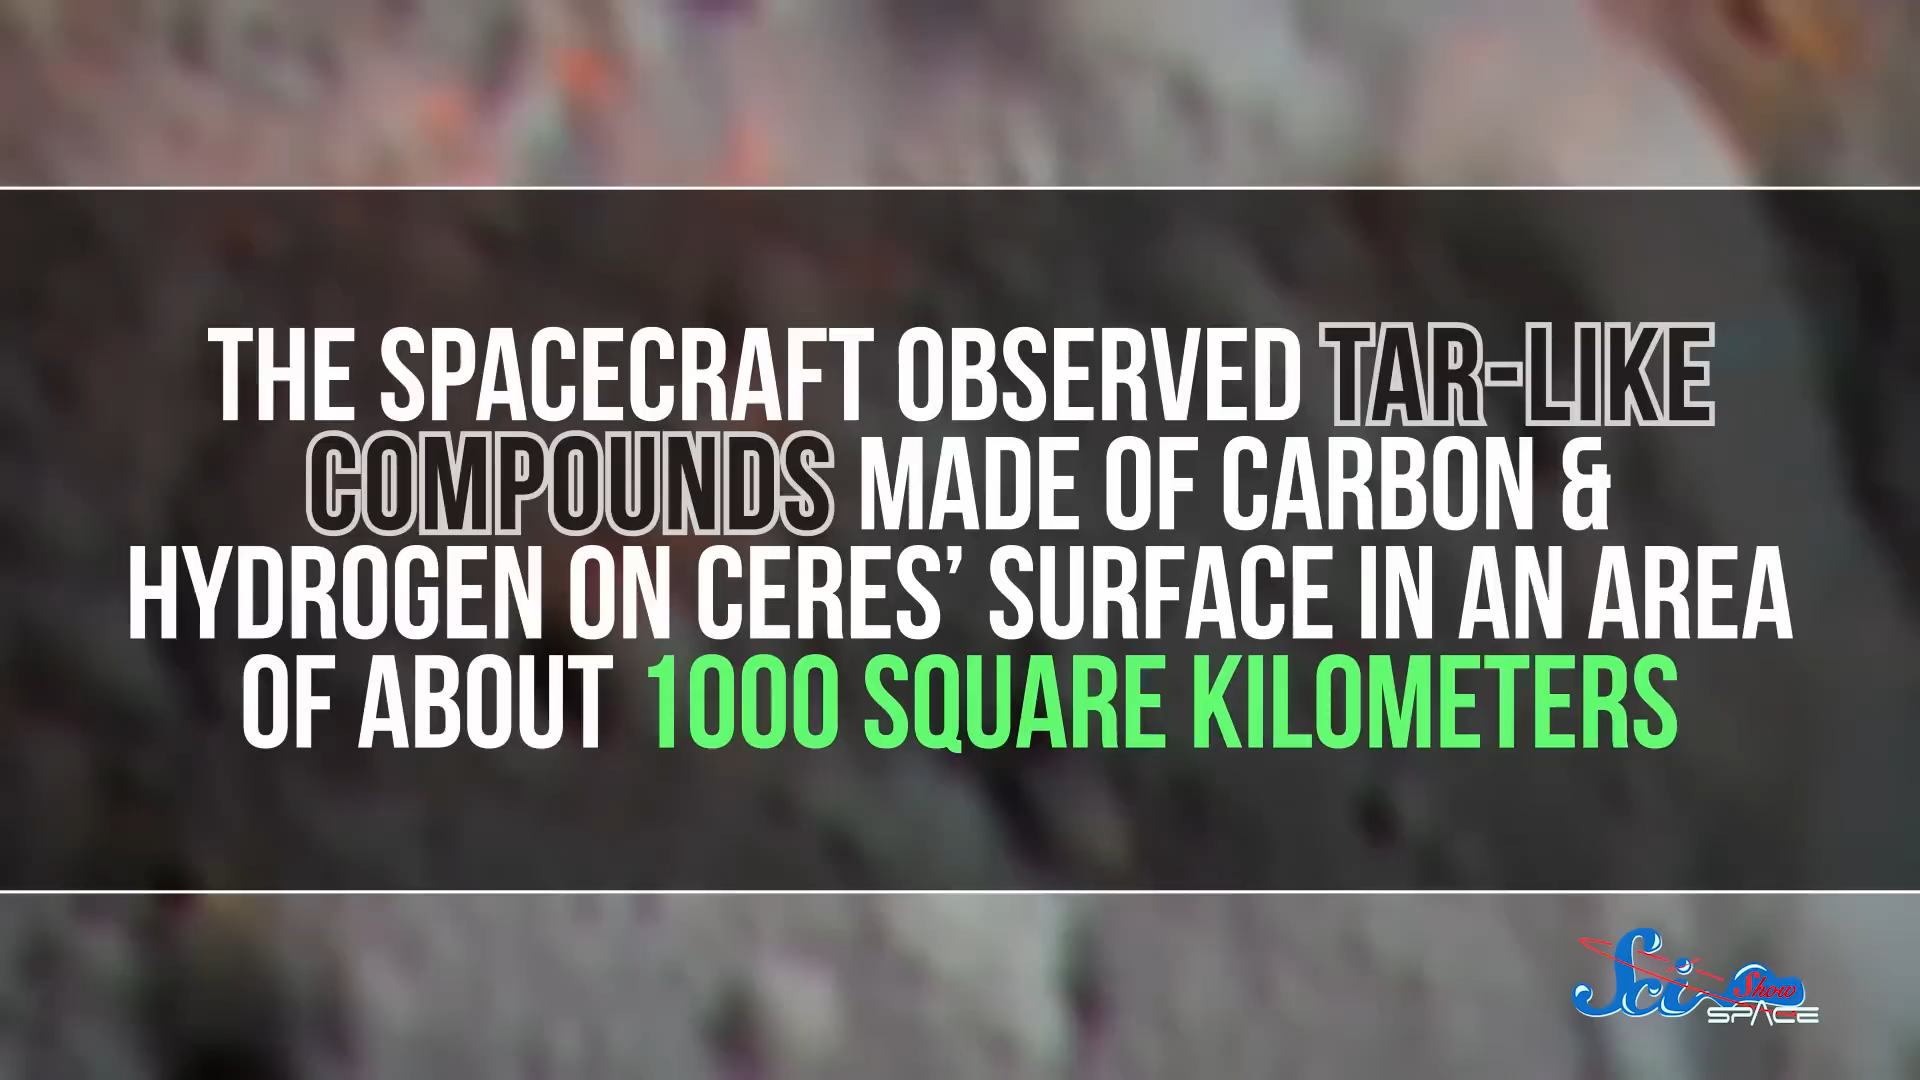 THE SPACECRAFT OBSERVED TAR-LIKE
COMPOUNDS MADE OF CARBON &
HYDROGEN ON CERES' SURFACE IN AN AREA
OF ABOUT 1000 SQUARE KILOMETERS
Sci Show
SPACE